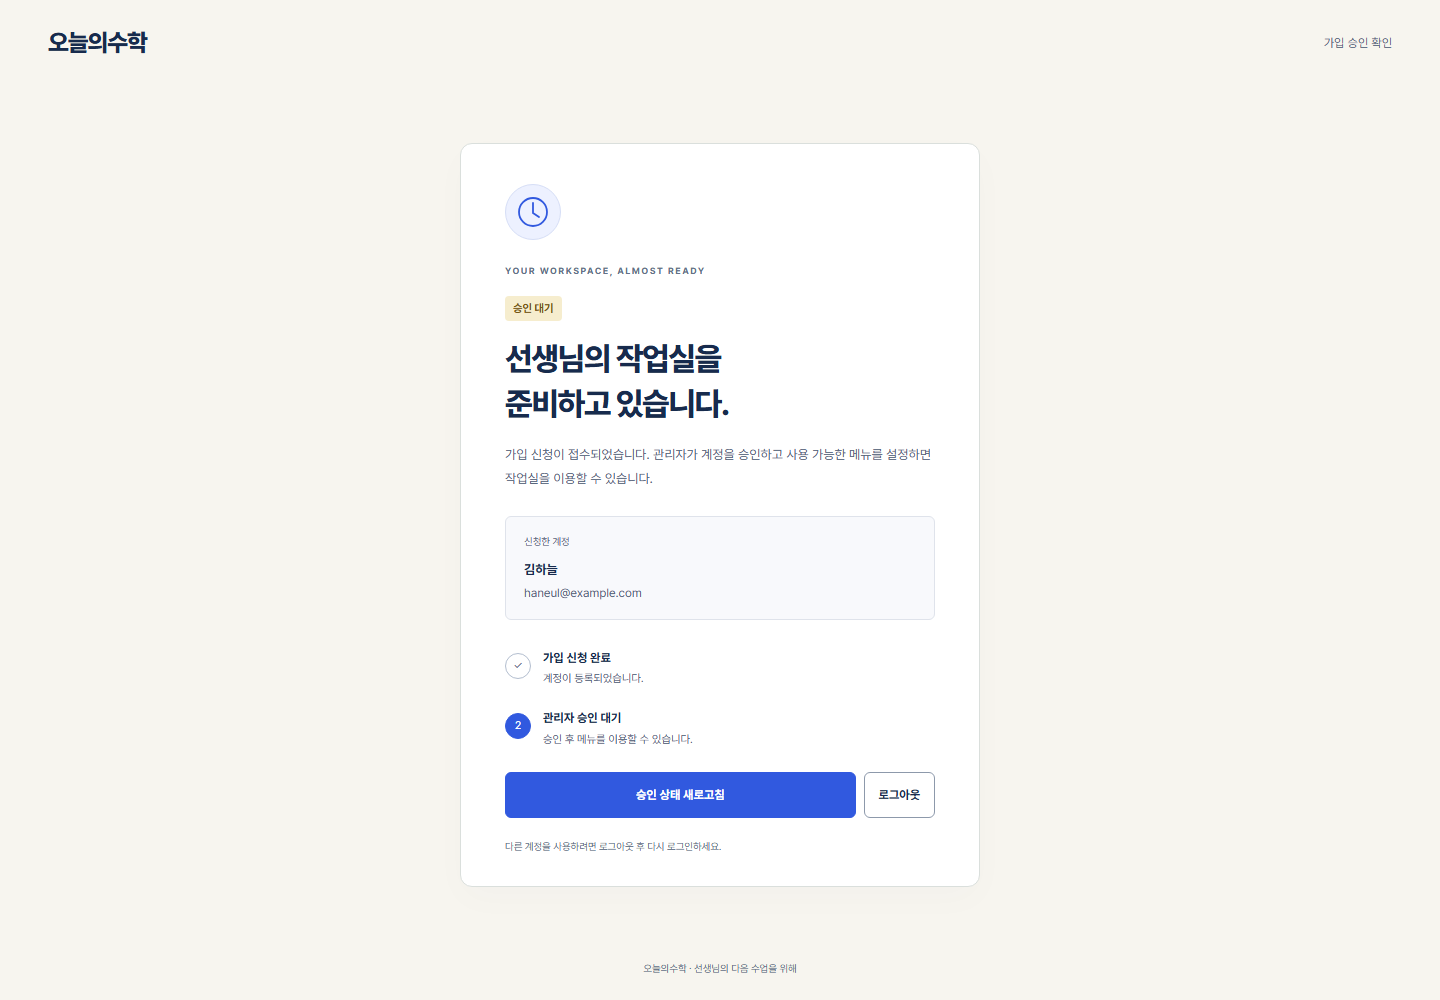 오늘의수학
가입 승인 확인
YOUR WORKSPACE, ALMOST READY
승인 대기
선생님의 작업실을
준비하고 있습니다.
가입 신청이 접수되었습니다. 관리자가 계정을 승인하고 사용 가능한 메뉴를 설정하면
작업실을 이용할 수 있습니다.
신청한 계정
김하늘
haneul@example.com
가입 신청 완료
계정이 등록되었습니다.
2
관리자 승인 대기
승인 후 메뉴를 이용할 수 있습니다.
승인 상태 새로고침
로그아웃
다른 계정을 사용하려면 로그아웃 후 다시 로그인하세요.
오늘의수학 · 선생님의 다음 수업을 위해